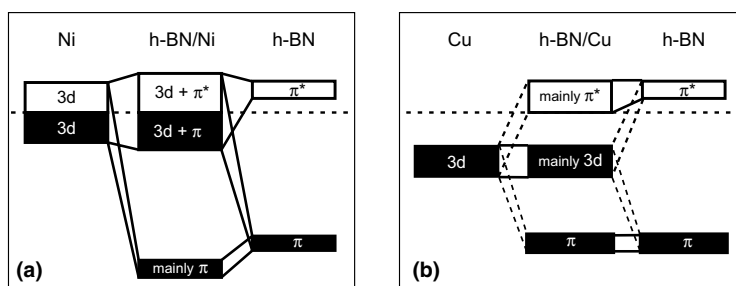 Ni h-BN/Ni h-BN
3d 3d + π* π*
3d 3d + π
mainly π π
(a)
Cu h-BN/Cu h-BN
mainly π* π*
3d mainly 3d
π π
(b)